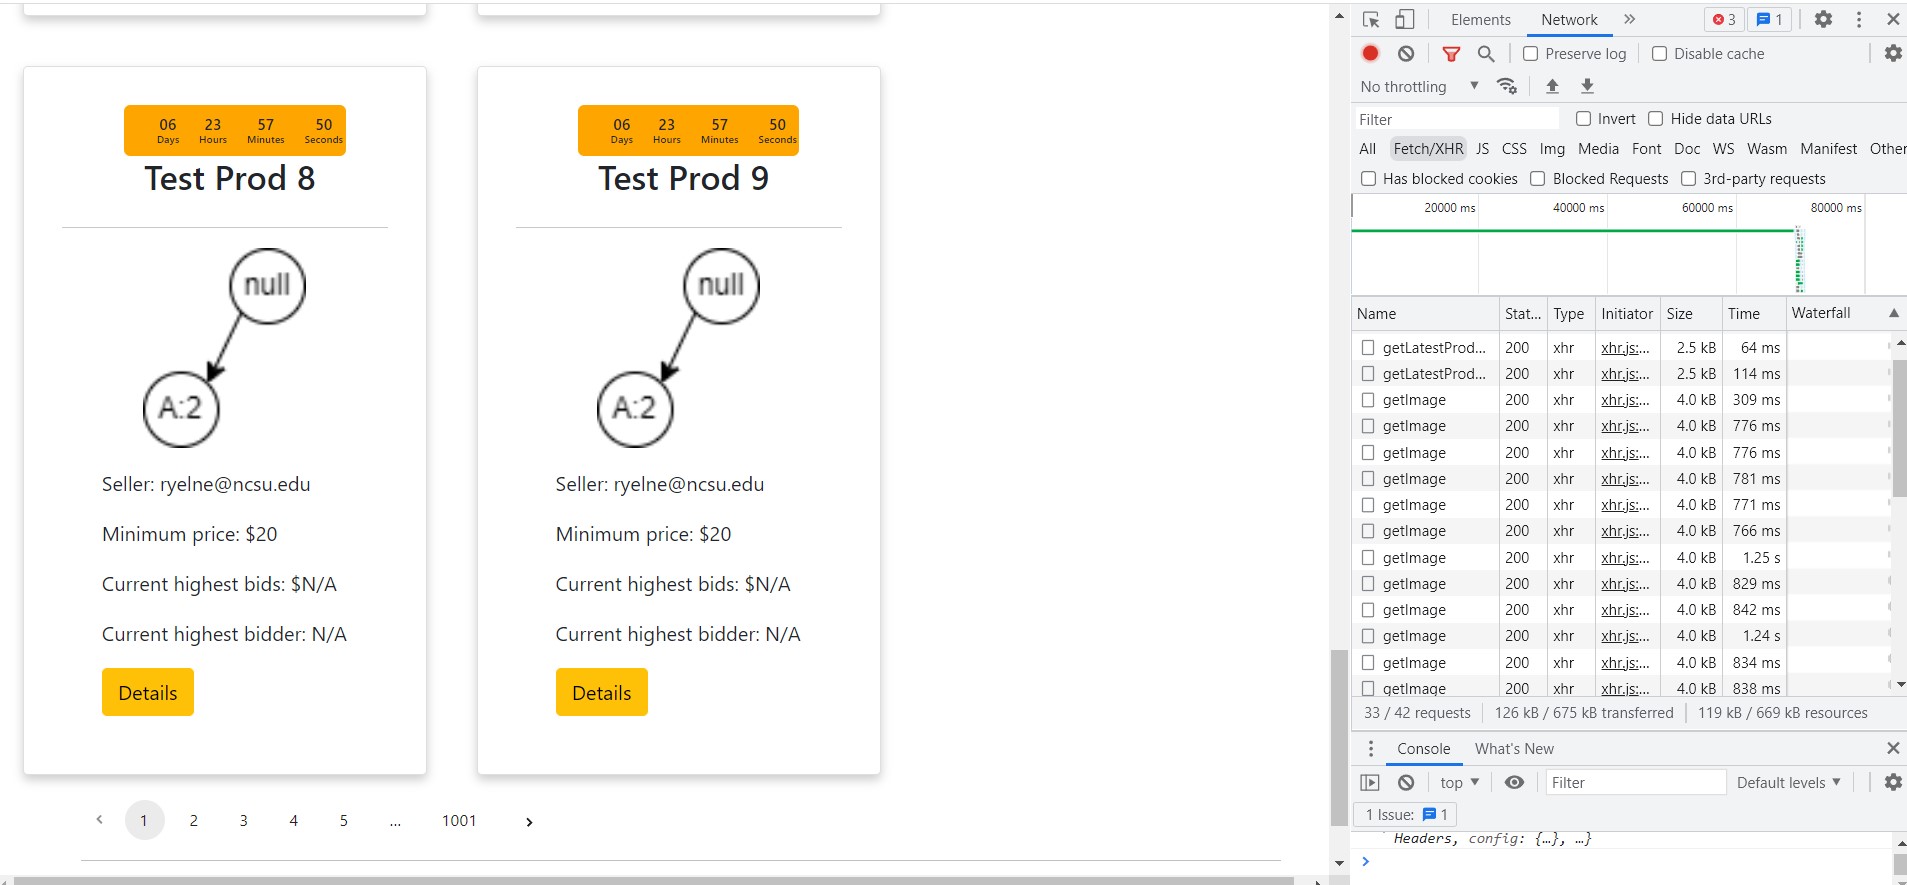 06 23 57 50
Days Hours Minutes Seconds
Test Prod 8
null
A:2
Seller: ryelne@ncsu.edu
Minimum price: $20
Current highest bids: $N/A
Current highest bidder: N/A
Details
06 23 57 50
Days Hours Minutes Seconds
Test Prod 9
null
A:2
Seller: ryelne@ncsu.edu
Minimum price: $20
Current highest bids: $N/A
Current highest bidder: N/A
Details
< 1 2 3 4 5 ... 1001 >
Elements Network >> 3 1
Preserve log Disable cache
No throttling
Filter Invert Hide data URLs
All Fetch/XHR JS CSS Img Media Font Doc WS Wasm Manifest Other
Has blocked cookies Blocked Requests 3rd-party requests
20000 ms 40000 ms 60000 ms 80000 ms
Name Stat... Type Initiator Size Time Waterfall
getLatestProd... 200 xhr xhr.js:... 2.5 kB 64 ms
getLatestProd... 200 xhr xhr.js:... 2.5 kB 114 ms
getImage 200 xhr xhr.js:... 4.0 kB 309 ms
getImage 200 xhr xhr.js:... 4.0 kB 776 ms
getImage 200 xhr xhr.js:... 4.0 kB 776 ms
getImage 200 xhr xhr.js:... 4.0 kB 781 ms
getImage 200 xhr xhr.js:... 4.0 kB 771 ms
getImage 200 xhr xhr.js:... 4.0 kB 766 ms
getImage 200 xhr xhr.js:... 4.0 kB 1.25 s
getImage 200 xhr xhr.js:... 4.0 kB 829 ms
getImage 200 xhr xhr.js:... 4.0 kB 842 ms
getImage 200 xhr xhr.js:... 4.0 kB 1.24 s
getImage 200 xhr xhr.js:... 4.0 kB 834 ms
getImage 200 xhr xhr.js:... 4.0 kB 838 ms
33 / 42 requests 126 kB / 675 kB transferred 119 kB / 669 kB resources
Console What's New
top Filter Default levels
1 Issue: 1
Headers, config: {…}, …}
>